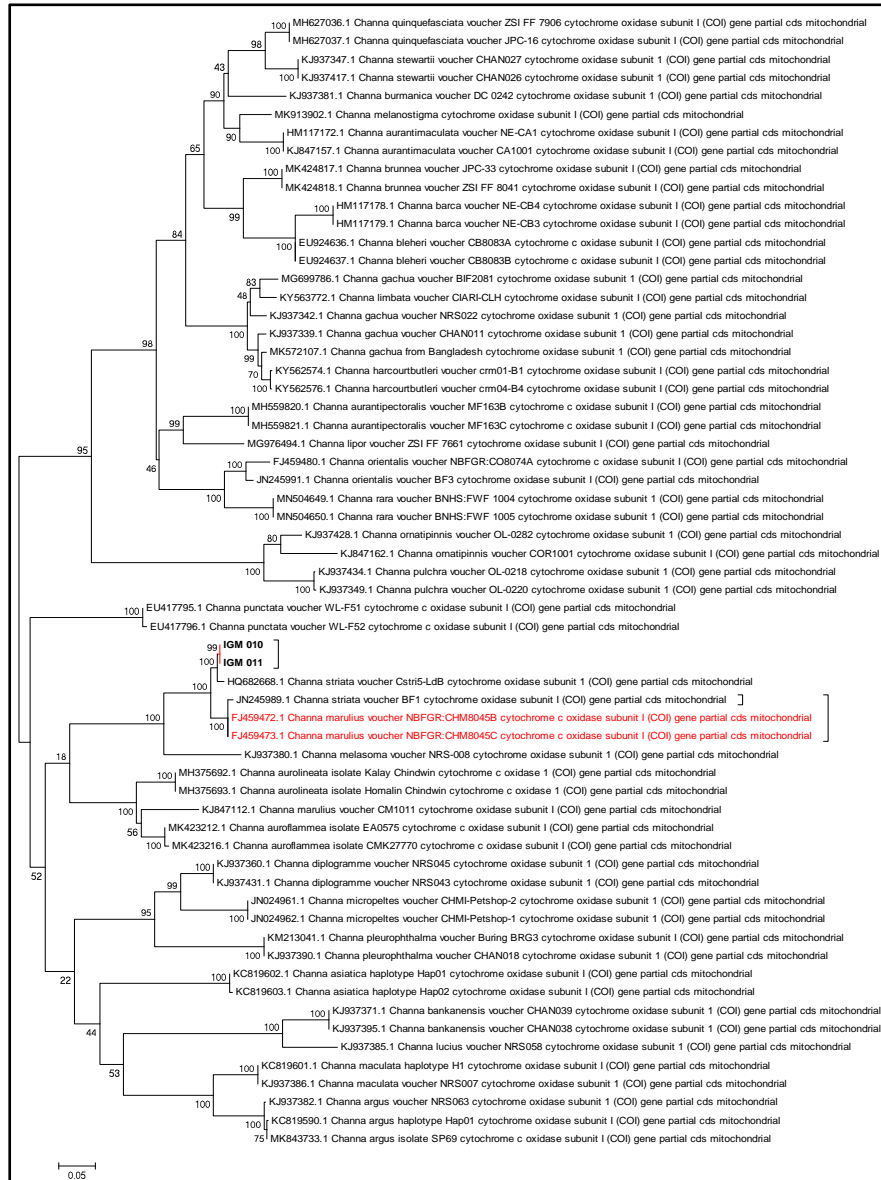 MH627036.1 Channa quinquefasciata voucher ZSI FF 7906 cytochrome oxidase subunit I (COI) gene partial cds mitochondrial
100
MH627037.1 Channa quinquefasciata voucher JPC-16 cytochrome oxidase subunit I (COI) gene partial cds mitochondrial
98
KJ937347.1 Channa stewartii voucher CHAN027 cytochrome oxidase subunit 1 (COI) gene partial cds mitochondrial
43
100
KJ937417.1 Channa stewartii voucher CHAN026 cytochrome oxidase subunit 1 (COI) gene partial cds mitochondrial
90
KJ937381.1 Channa burmanica voucher DC 0242 cytochrome oxidase subunit 1 (COI) gene partial cds mitochondrial
MK913902.1 Channa melanostigma cytochrome oxidase subunit I (COI) gene partial cds mitochondrial
90
HM117172.1 Channa aurantimaculata voucher NE-CA1 cytochrome oxidase subunit I (COI) gene partial cds mitochondrial
65
100
KJ847157.1 Channa aurantimaculata voucher CA1001 cytochrome oxidase subunit I (COI) gene partial cds mitochondrial
MK424817.1 Channa brunnea voucher JPC-33 cytochrome oxidase subunit I (COI) gene partial cds mitochondrial
100
MK424818.1 Channa brunnea voucher ZSI FF 8041 cytochrome oxidase subunit I (COI) gene partial cds mitochondrial
99
HM117178.1 Channa barca voucher NE-CB4 cytochrome oxidase subunit I (COI) gene partial cds mitochondrial
100
HM117179.1 Channa barca voucher NE-CB3 cytochrome oxidase subunit I (COI) gene partial cds mitochondrial
84
EU924636.1 Channa bleheri voucher CB8083A cytochrome c oxidase subunit I (COI) gene partial cds mitochondrial
100
EU924637.1 Channa bleheri voucher CB8083B cytochrome c oxidase subunit I (COI) gene partial cds mitochondrial
83
MG699786.1 Channa gachua voucher BIF2081 cytochrome oxidase subunit 1 (COI) gene partial cds mitochondrial
48
KY563772.1 Channa limbata voucher CIARI-CLH cytochrome oxidase subunit I (COI) gene partial cds mitochondrial
KJ937342.1 Channa gachua voucher NRS022 cytochrome oxidase subunit 1 (COI) gene partial cds mitochondrial
100
KJ937339.1 Channa gachua voucher CHAN011 cytochrome oxidase subunit 1 (COI) gene partial cds mitochondrial
98
99
MK572107.1 Channa gachua from Bangladesh cytochrome oxidase subunit 1 (COI) gene partial cds mitochondrial
70
KY562574.1 Channa harcourtbutleri voucher crm01-B1 cytochrome oxidase subunit I (COI) gene partial cds mitochondrial
100
KY562576.1 Channa harcourtbutleri voucher crm04-B4 cytochrome oxidase subunit I (COI) gene partial cds mitochondrial
MH559820.1 Channa aurantipectoralis voucher MF163B cytochrome c oxidase subunit I (COI) gene partial cds mitochondrial
99
100
MH559821.1 Channa aurantipectoralis voucher MF163C cytochrome c oxidase subunit I (COI) gene partial cds mitochondrial
95
MG976494.1 Channa lipor voucher ZSI FF 7661 cytochrome oxidase subunit I (COI) gene partial cds mitochondrial
46
100
FJ459480.1 Channa orientalis voucher NBFGR:CO8074A cytochrome c oxidase subunit I (COI) gene partial cds mitochondrial
JN245991.1 Channa orientalis voucher BF3 cytochrome oxidase subunit I (COI) gene partial cds mitochondrial
100
MN504649.1 Channa rara voucher BNHS:FWF 1004 cytochrome oxidase subunit 1 (COI) gene partial cds mitochondrial
100
MN504650.1 Channa rara voucher BNHS:FWF 1005 cytochrome oxidase subunit 1 (COI) gene partial cds mitochondrial
80
KJ937428.1 Channa ornatipinnis voucher OL-0282 cytochrome oxidase subunit 1 (COI) gene partial cds mitochondrial
KJ847162.1 Channa ornatipinnis voucher COR1001 cytochrome oxidase subunit I (COI) gene partial cds mitochondrial
100
KJ937434.1 Channa pulchra voucher OL-0218 cytochrome oxidase subunit 1 (COI) gene partial cds mitochondrial
100
KJ937349.1 Channa pulchra voucher OL-0220 cytochrome oxidase subunit 1 (COI) gene partial cds mitochondrial
100
EU417795.1 Channa punctata voucher WL-F51 cytochrome c oxidase subunit I (COI) gene partial cds mitochondrial
EU417796.1 Channa punctata voucher WL-F52 cytochrome c oxidase subunit I (COI) gene partial cds mitochondrial
99
IGM 010
100
IGM 011
HQ682668.1 Channa striata voucher Cstri5-LdB cytochrome oxidase subunit 1 (COI) gene partial cds mitochondrial
100
JN245989.1 Channa striata voucher BF1 cytochrome oxidase subunit I (COI) gene partial cds mitochondrial
FJ459472.1 Channa marulius voucher NBFGR:CHM8045B cytochrome c oxidase subunit I (COI) gene partial cds mitochondrial
100
100
FJ459473.1 Channa marulius voucher NBFGR:CHM8045C cytochrome c oxidase subunit I (COI) gene partial cds mitochondrial
KJ937380.1 Channa melasoma voucher NRS-008 cytochrome oxidase subunit 1 (COI) gene partial cds mitochondrial
18
MH375692.1 Channa aurolineata isolate Kalay Chindwin cytochrome c oxidase 1 (COI) gene partial cds mitochondrial
100
MH375693.1 Channa aurolineata isolate Homalin Chindwin cytochrome c oxidase 1 (COI) gene partial cds mitochondrial
100
KJ847112.1 Channa marulius voucher CM1011 cytochrome oxidase subunit I (COI) gene partial cds mitochondrial
56
MK423212.1 Channa auroflammea isolate EA0575 cytochrome c oxidase subunit I (COI) gene partial cds mitochondrial
100
MK423216.1 Channa auroflammea isolate CMK27770 cytochrome c oxidase subunit I (COI) gene partial cds mitochondrial
52
KJ937360.1 Channa diplogramme voucher NRS045 cytochrome oxidase subunit 1 (COI) gene partial cds mitochondrial
99
100
KJ937431.1 Channa diplogramme voucher NRS043 cytochrome oxidase subunit 1 (COI) gene partial cds mitochondrial
JN024961.1 Channa micropeltes voucher CHMI-Petshop-2 cytochrome oxidase subunit 1 (COI) gene partial cds mitochondrial
95
100
JN024962.1 Channa micropeltes voucher CHMI-Petshop-1 cytochrome oxidase subunit 1 (COI) gene partial cds mitochondrial
KM213041.1 Channa pleurophthalma voucher Buring BRG3 cytochrome oxidase subunit I (COI) gene partial cds mitochondrial
100
KJ937390.1 Channa pleurophthalma voucher CHAN018 cytochrome oxidase subunit 1 (COI) gene partial cds mitochondrial
22
KC819602.1 Channa asiatica haplotype Hap01 cytochrome oxidase subunit I (COI) gene partial cds mitochondrial
100
KC819603.1 Channa asiatica haplotype Hap02 cytochrome oxidase subunit I (COI) gene partial cds mitochondrial
44
KJ937371.1 Channa bankanensis voucher CHAN039 cytochrome oxidase subunit 1 (COI) gene partial cds mitochondrial
100
100
KJ937395.1 Channa bankanensis voucher CHAN038 cytochrome oxidase subunit 1 (COI) gene partial cds mitochondrial
KJ937385.1 Channa lucius voucher NRS058 cytochrome oxidase subunit 1 (COI) gene partial cds mitochondrial
53
KC819601.1 Channa maculata haplotype H1 cytochrome oxidase subunit I (COI) gene partial cds mitochondrial
100
KJ937386.1 Channa maculata voucher NRS007 cytochrome oxidase subunit 1 (COI) gene partial cds mitochondrial
100
KJ937382.1 Channa argus voucher NRS063 cytochrome oxidase subunit 1 (COI) gene partial cds mitochondrial
100
KC819590.1 Channa argus haplotype Hap01 cytochrome oxidase subunit I (COI) gene partial cds mitochondrial
75
MK843733.1 Channa argus isolate SP69 cytochrome c oxidase subunit I (COI) gene partial cds mitochondrial
0.05